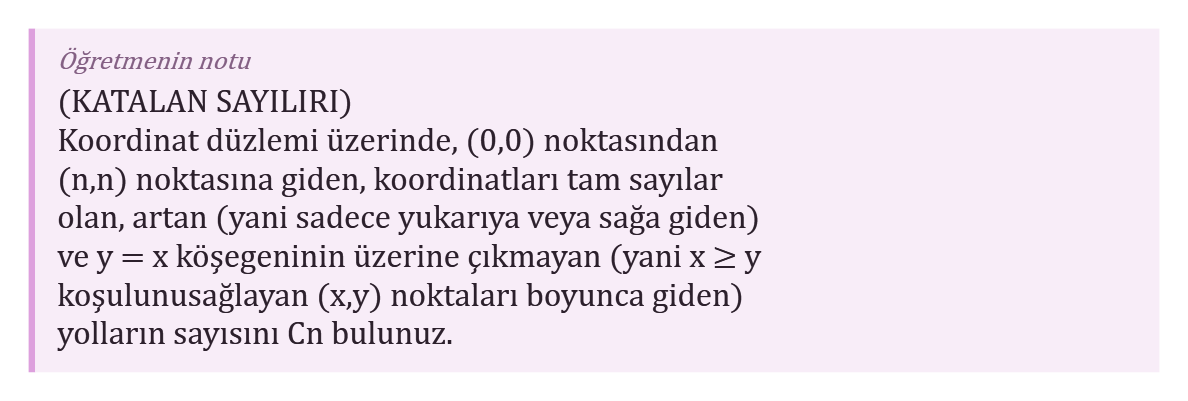 Öğretmenin notu
(KATALAN SAYILIRI)
Koordinat düzlemi üzerinde, (0,0) noktasından
(n,n) noktasına giden, koordinatları tam sayılar
olan, artan (yani sadece yukarıya veya sağa giden)
ve y = x köşegeninin üzerine çıkmayan (yani x ≥ y
koşulunusağlayan (x,y) noktaları boyunca giden)
yolların sayısını Cn bulunuz.